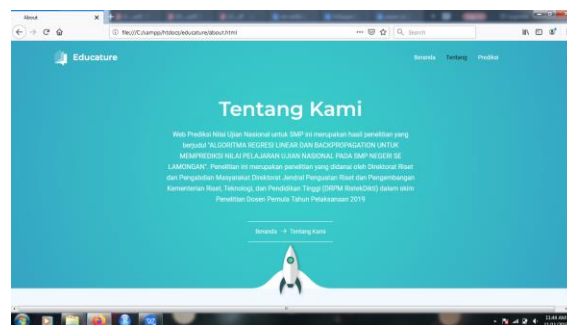 About
file:///C:/xampp/htdocs/educature/about.html
Search
Educature
Beranda Tentang Prediksi
Tentang Kami
Web Prediksi Nilai Ujian Nasional untuk SMP ini merupakan hasil penelitian yang
berjudul "ALGORITMA REGRESI LINEAR DAN BACKPROPAGATION UNTUK
MEMPREDIKSI NILAI PELAJARAN UJIAN NASIONAL PADA SMP NEGERI SE
LAMONGAN". Penelitian ini merupakan penelitian yang didanai oleh Direktorat Riset
dan Pengabdian Masyarakat Direktorat Jendral Penguatan Riset dan Pengembangan
Kementerian Riset, Teknologi, dan Pendidikan Tinggi (DRPM RistekDikti) dalam skim
Penelitian Dosen Pemula Tahun Pelaksanaan 2019
Beranda → Tentang Kami
11:44 AM